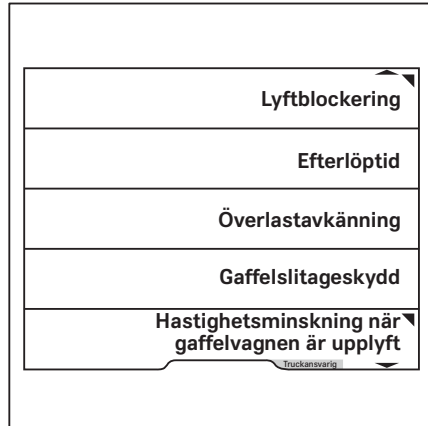 Lyftblockering
Efterlöptid
Överlastavkänning
Gaffelslitageskydd
Hastighetsminskning när
gaffelvagnen är upplyft
Truckansvarig